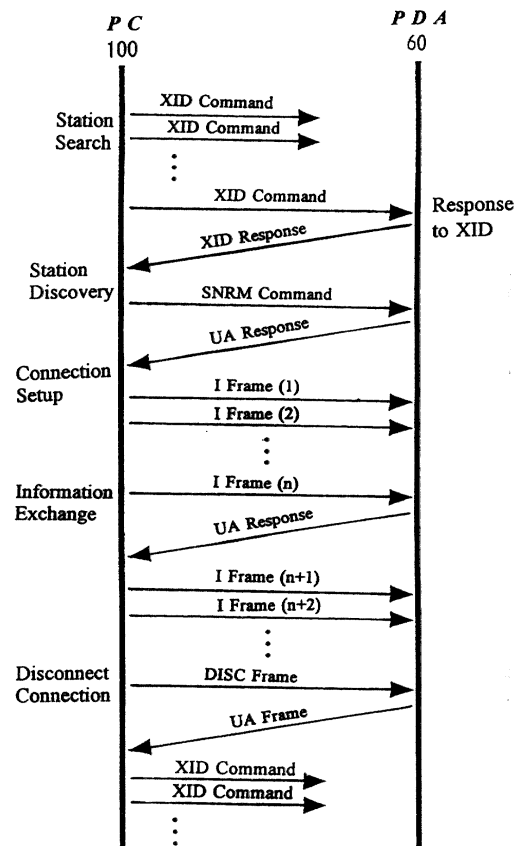 PC
PDA
100
60
XID Command
Station
Search
XID Command
XID Command
Response
to XID
XID Response
Station
Discovery
SNRM Command
UA Response
Connection
Setup
I Frame (1)
I Frame (2)
Information
Exchange
I Frame (n)
UA Response
I Frame (n+1)
I Frame (n+2)
Disconnect
Connection
DISC Frame
UA Frame
XID Command
XID Command